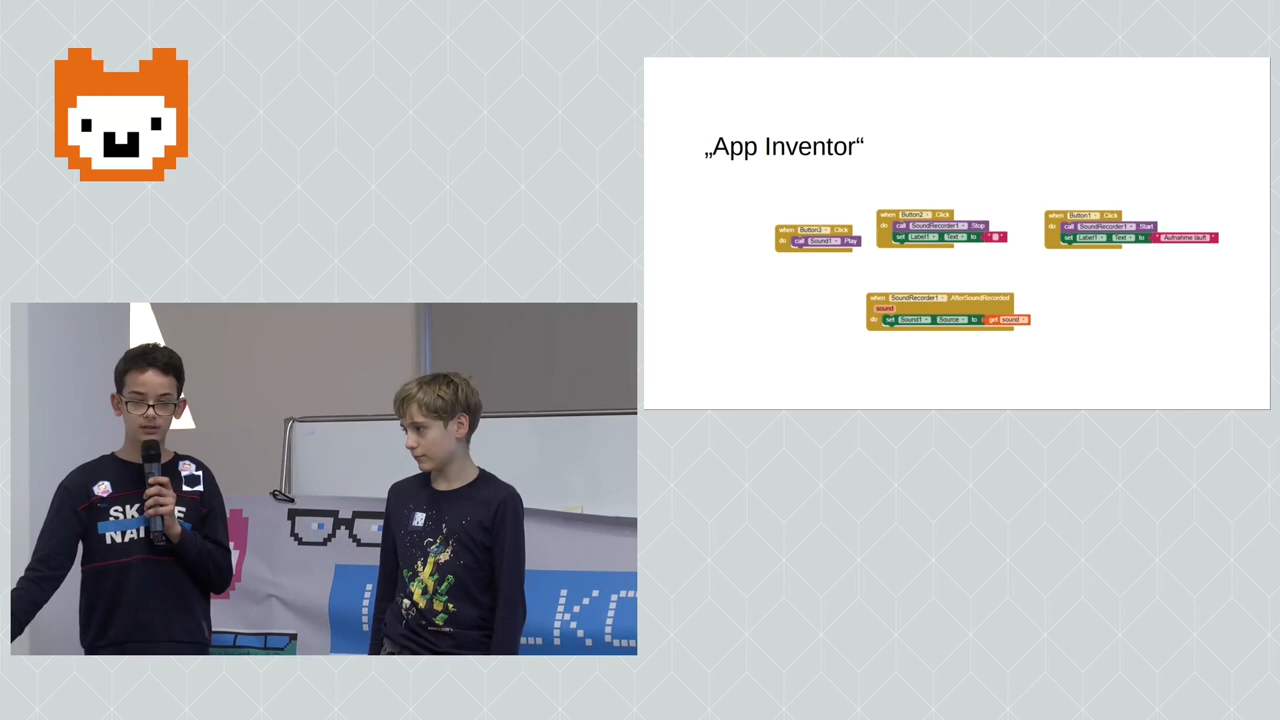 „App Inventor“
when Button3 Click
do call Sound1 Play
when Button2 Click
do call SoundRecorder1 Stop
set Label1 Text to " "
when Button1 Click
do call SoundRecorder1 Start
set Label1 Text to " Aufnahme läuft "
when SoundRecorder1 AfterSoundRecorded
sound
do set Sound1 Source to get sound